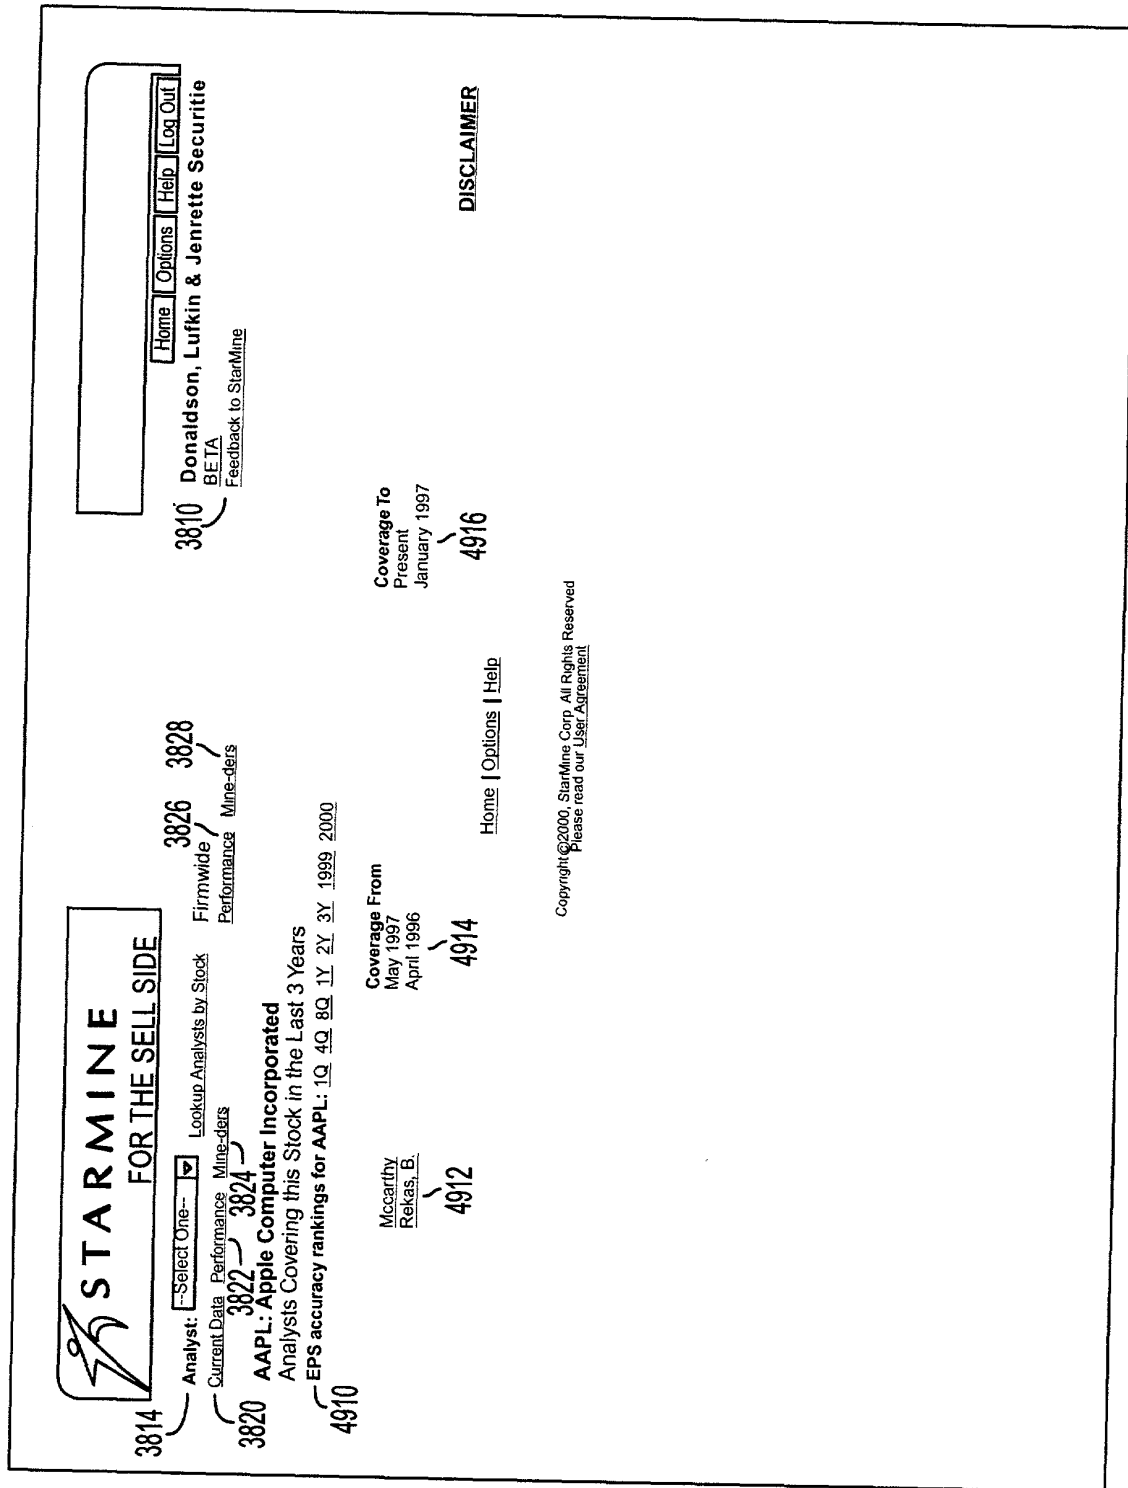 STARMINE
FOR THE SELL SIDE
Home Options Help Log Out
3814
Analyst: --Select One-- Lookup Analysts by Stock
Firmwide
3826
3828
3810
Donaldson, Lufkin & Jenrette Securitie
BETA
Feedback to StarMine
3820
Current Data Performance Mine-ders
Performance Mine-ders
3822
3824
AAPL: Apple Computer Incorporated
Analysts Covering this Stock in the Last 3 Years
4910
EPS accuracy rankings for AAPL: 1Q 4Q 8Q 1Y 2Y 3Y 1999 2000
Coverage From Coverage To
Mccarthy May 1997 Present
Rekas, B. April 1996 January 1997
4912 4914 4916
DISCLAIMER
Home | Options | Help
Copyright©2000, StarMine Corp All Rights Reserved
Please read our User Agreement